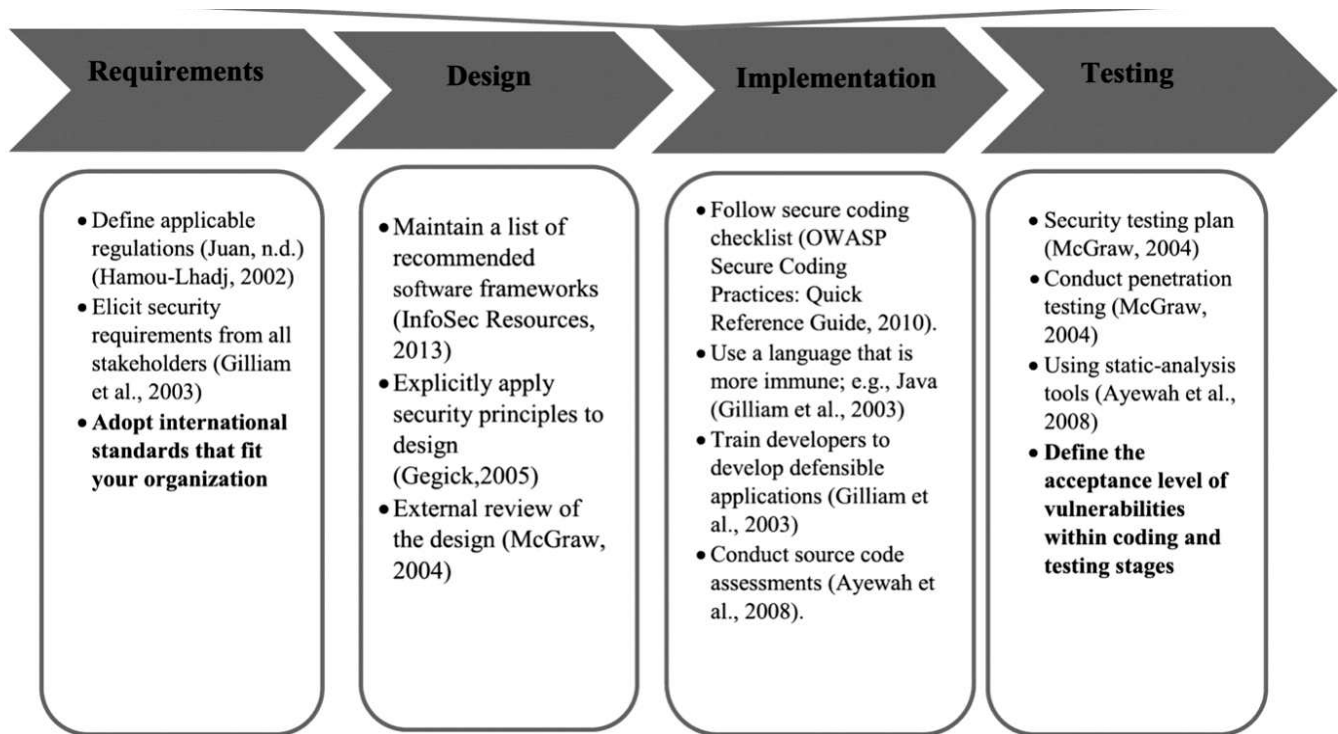 Requirements
Design
Implementation
Testing
• Define applicable
regulations (Juan, n.d.)
(Hamou-Lhadj, 2002)
• Elicit security
requirements from all
stakeholders (Gilliam
et al., 2003)
• Adopt international
standards that fit
your organization
• Maintain a list of
recommended
software frameworks
(InfoSec Resources,
2013)
• Explicitly apply
security principles to
design
(Gegick,2005)
• External review of
the design (McGraw,
2004)
• Follow secure coding
checklist (OWASP
Secure Coding
Practices: Quick
Reference Guide, 2010).
• Use a language that is
more immune; e.g., Java
(Gilliam et al., 2003)
• Train developers to
develop defensible
applications (Gilliam et
al., 2003)
• Conduct source code
assessments (Ayewah et
al., 2008).
• Security testing plan
(McGraw, 2004)
• Conduct penetration
testing (McGraw,
2004)
• Using static-analysis
tools (Ayewah et al.,
2008)
• Define the
acceptance level of
vulnerabilities
within coding and
testing stages